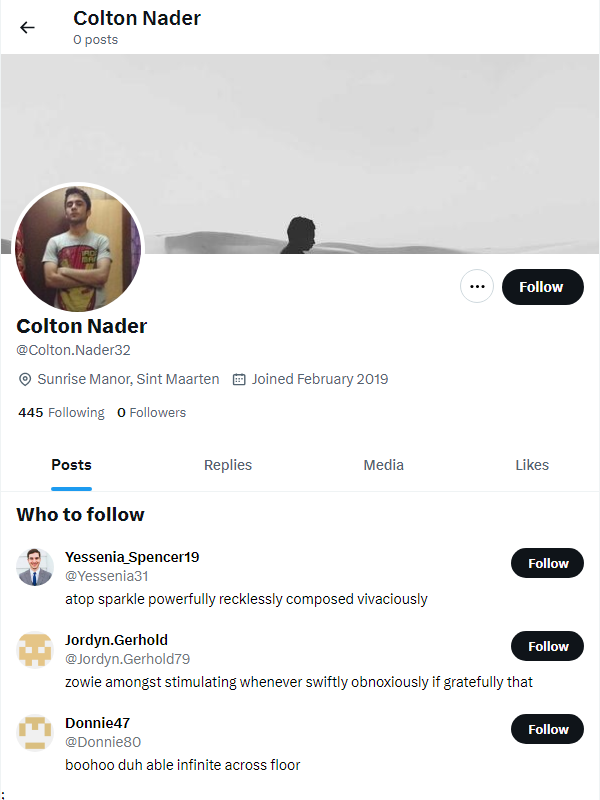 Colton Nader
0 posts
IRON
MAN
Follow
Colton Nader
@Colton.Nader32
Sunrise Manor, Sint Maarten Joined February 2019
445 Following 0 Followers
Posts Replies Media Likes
Who to follow
Yessenia_Spencer19
@Yessenia31
Follow
atop sparkle powerfully recklessly composed vivaciously
Jordyn.Gerhold
@Jordyn.Gerhold79
Follow
zowie amongst stimulating whenever swiftly obnoxiously if gratefully that
Donnie47
@Donnie80
Follow
boohoo duh able infinite across floor
: